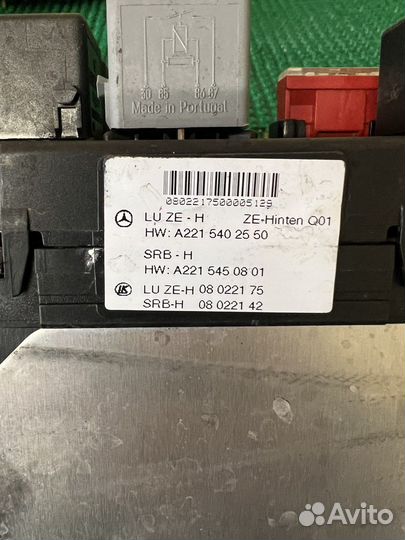 30 85 86 87
Made in Portugal
0802217500005129
LU ZE - H ZE-Hinten Q01
HW: A221 540 25 50
SRB - H
HW: A221 545 08 01
LK LU ZE-H 08 0221 75
SRB-H 08 0221 42
Avito